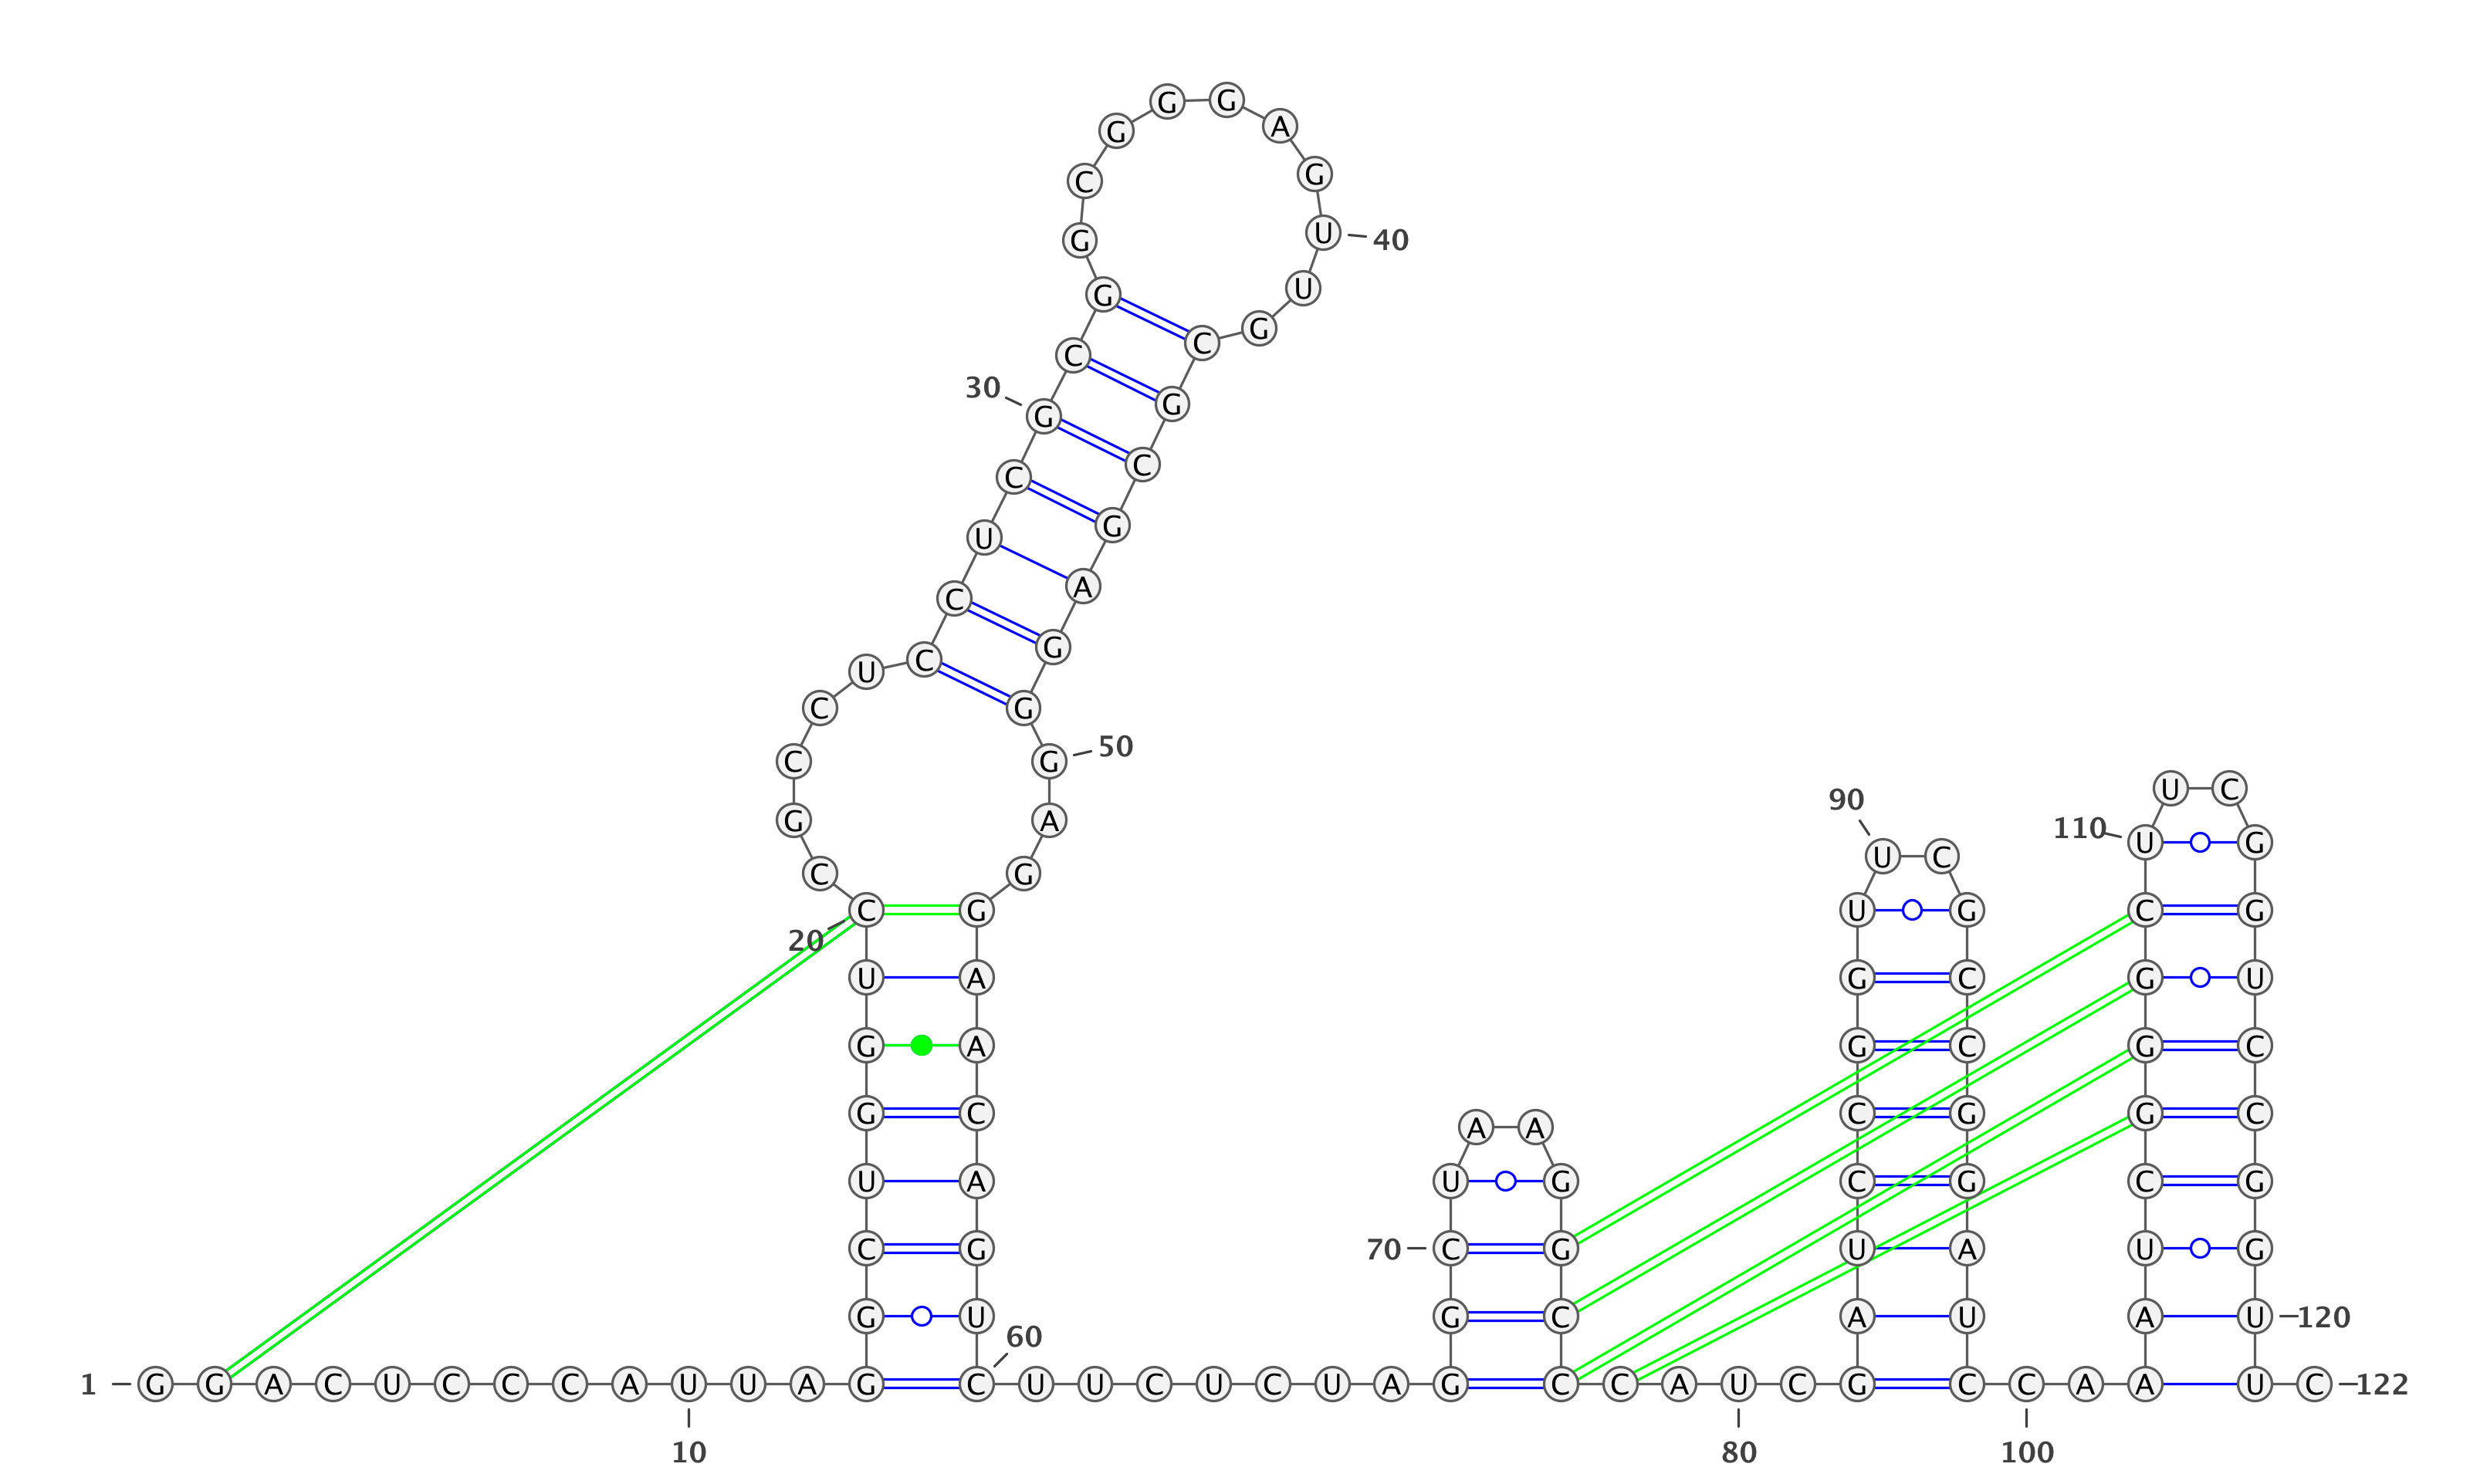 G G
G A
C G
G U 40
G U
C G
C
30
G G
C C
U G
C A
U C G
C G
C G 50
U C
90
G A
110 U G
U C
C G
C G U G C G
20
U A G C G U
G A G C G C
G C C G G C
A A
U A U G C G C G
C G 70 C G U A U G
G U G C A U A U 120
60
1 G G A C U C C C A U U A G C U U C U C U A G C C A U C G C C A A U C 122
10 80 100